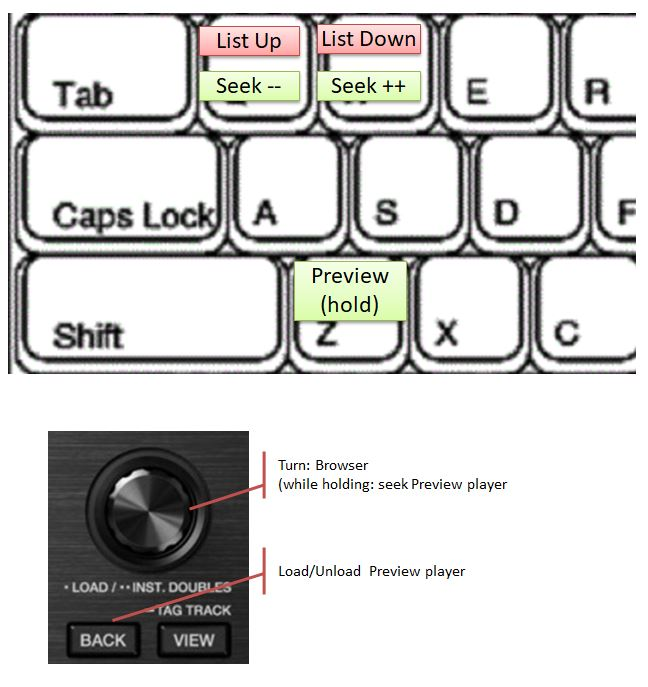 List Up
List Down
Seek --
Seek ++
Tab
E
R
Caps Lock
A
S
D
F
Preview
(hold)
Shift
Z
X
C
Turn: Browser
(while holding: seek Preview player
• LOAD / •• INST. DOUBLES
Load/Unload Preview player
—TAG TRACK
BACK
VIEW